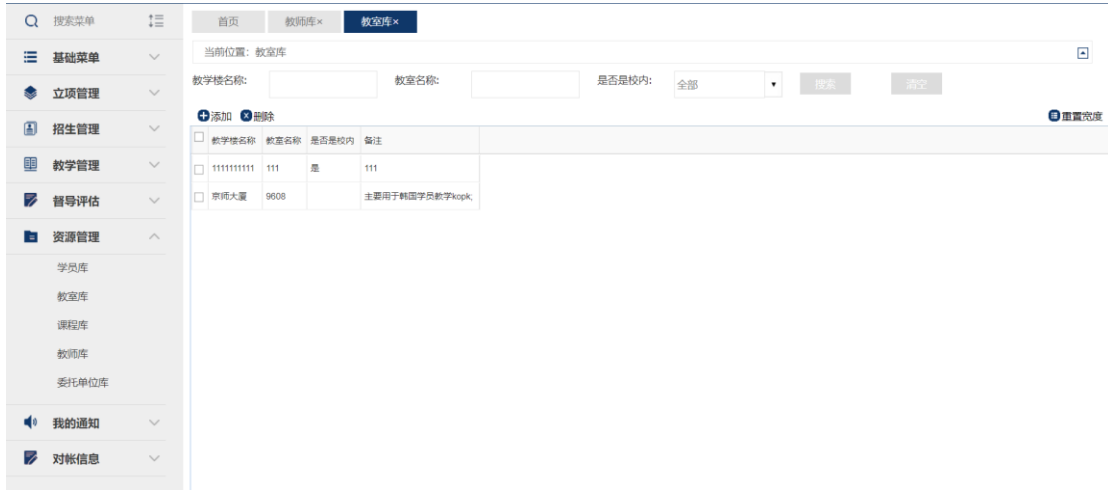 搜索菜单
首页 教师库× 教室库×
基础菜单
立项管理
招生管理
教学管理
督导评估
资源管理
学员库
教室库
课程库
教师库
委托单位库
我的通知
对帐信息
当前位置：教室库
教学楼名称: 教室名称: 是否是校内: 全部 搜索 清空
添加 删除 重置宽度
教学楼名称 教室名称 是否是校内 备注
1111111111 111 是 111
京师大厦 9608 主要用于韩国学员教学kopk;